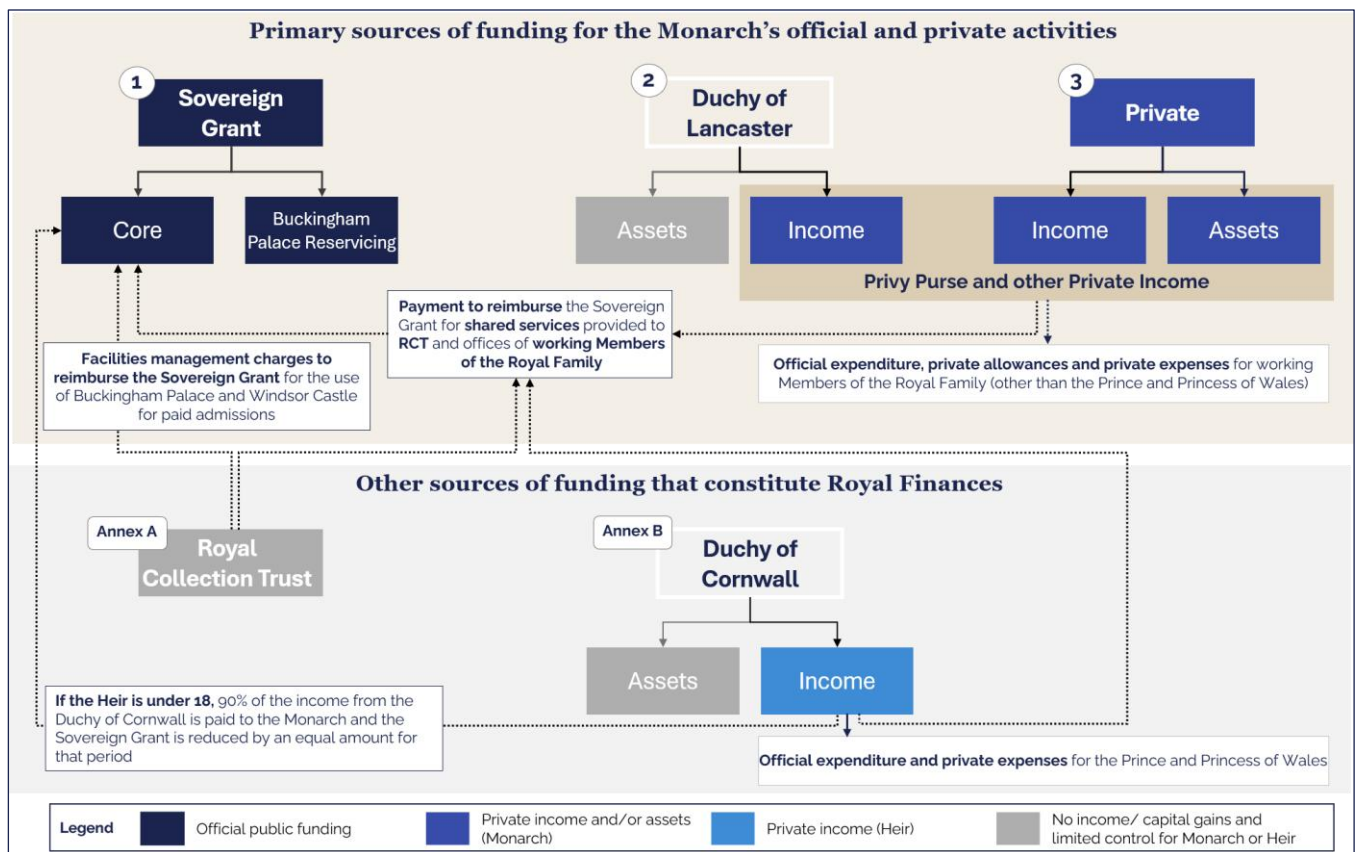 Primary sources of funding for the Monarch's official and private activities
1
Sovereign
Grant
2
Duchy of
Lancaster
3
Private
Core
Buckingham
Palace Reservicing
Assets
Income
Income
Assets
Privy Purse and other Private Income
Payment to reimburse the Sovereign
Grant for shared services provided to
RCT and offices of working Members
of the Royal Family
Facilities management charges to
reimburse the Sovereign Grant for the use
of Buckingham Palace and Windsor Castle
for paid admissions
Official expenditure, private allowances and private expenses for working
Members of the Royal Family (other than the Prince and Princess of Wales)
Other sources of funding that constitute Royal Finances
Annex A
Royal
Collection Trust
Annex B
Duchy of
Cornwall
Assets
Income
If the Heir is under 18, 90% of the income from the
Duchy of Cornwall is paid to the Monarch and the
Sovereign Grant is reduced by an equal amount for
that period
Official expenditure and private expenses for the Prince and Princess of Wales
Legend
Official public funding
Private income and/or assets
(Monarch)
Private income (Heir)
No income/ capital gains and
limited control for Monarch or Heir